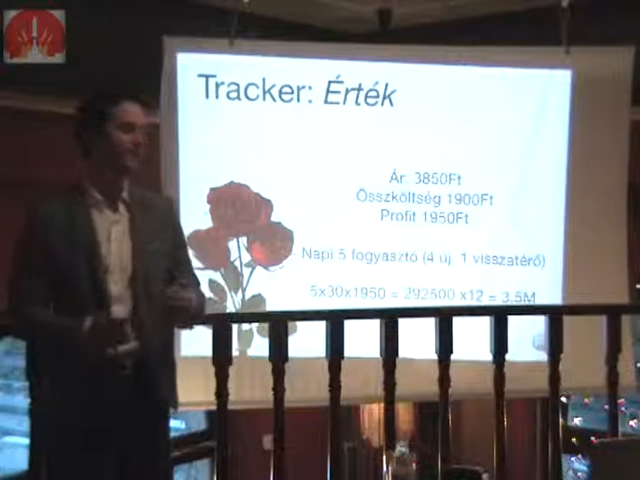 Tracker: Érték
Ár: 3850Ft
Összköltség 1900Ft
Profit 1950Ft
Napi 5 fogyasztó (4 új, 1 visszatérő)
5x30x1950 = 292500 x12 = 3.5M